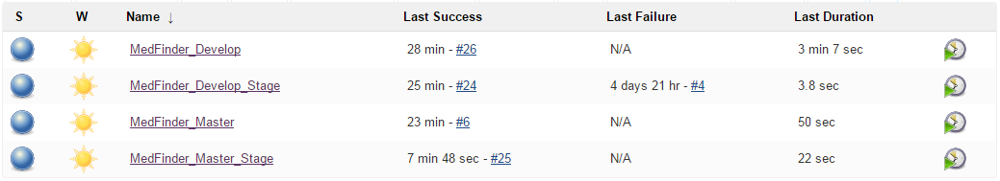 S W Name ↓ Last Success Last Failure Last Duration
MedFinder_Develop 28 min - #26 N/A 3 min 7 sec
MedFinder_Develop_Stage 25 min - #24 4 days 21 hr - #4 3.8 sec
MedFinder_Master 23 min - #6 N/A 50 sec
MedFinder_Master_Stage 7 min 48 sec - #25 N/A 22 sec